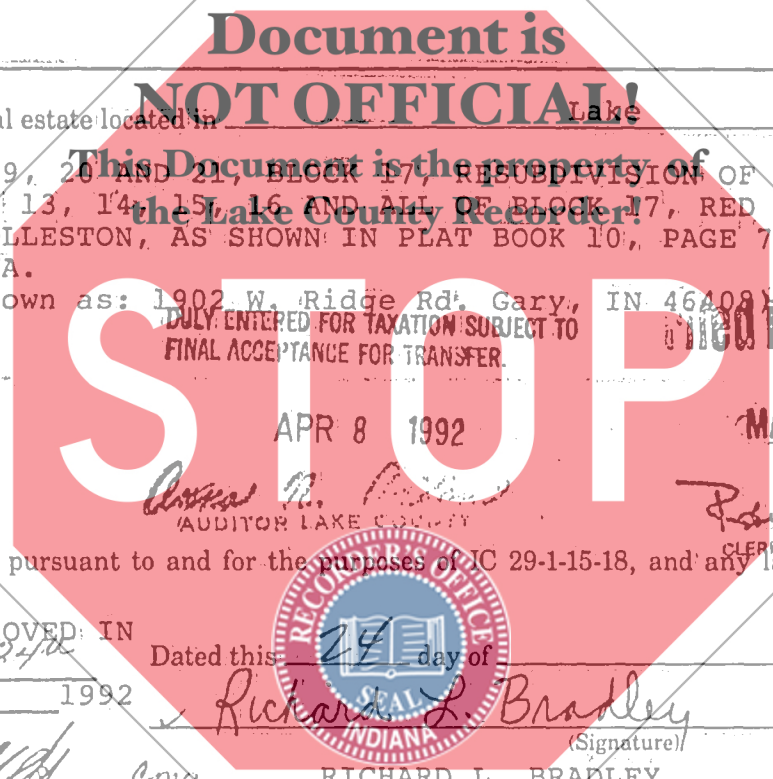 Document is
NOT OFFICIAL!
al estate located in Lake
This Document is the property of
9, 20 AND 21, BLOCK 17, RESUBDIVISION OF
the Lake County Recorder!
13, 14, 15, 16 AND ALL OF BLOCK 17, RED
LLESTON, AS SHOWN IN PLAT BOOK 10, PAGE 7
A.
own as: 1902 W. Ridge Rd. Gary, IN 46408)
DULY ENTERED FOR TAXATION SUBJECT TO
FINAL ACCEPTANCE FOR TRANSFER.
STOP
APR 8 1992
AUDITOR LAKE COUNTY
CLER
pursuant to and for the purposes of IC 29-1-15-18, and any l
RECORDER'S OFFICE
SEAL
INDIANA
OVED IN
Dated this 24 day of
1992 Richard L. Bradley
(Signature)
RICHARD L. BRADLEY